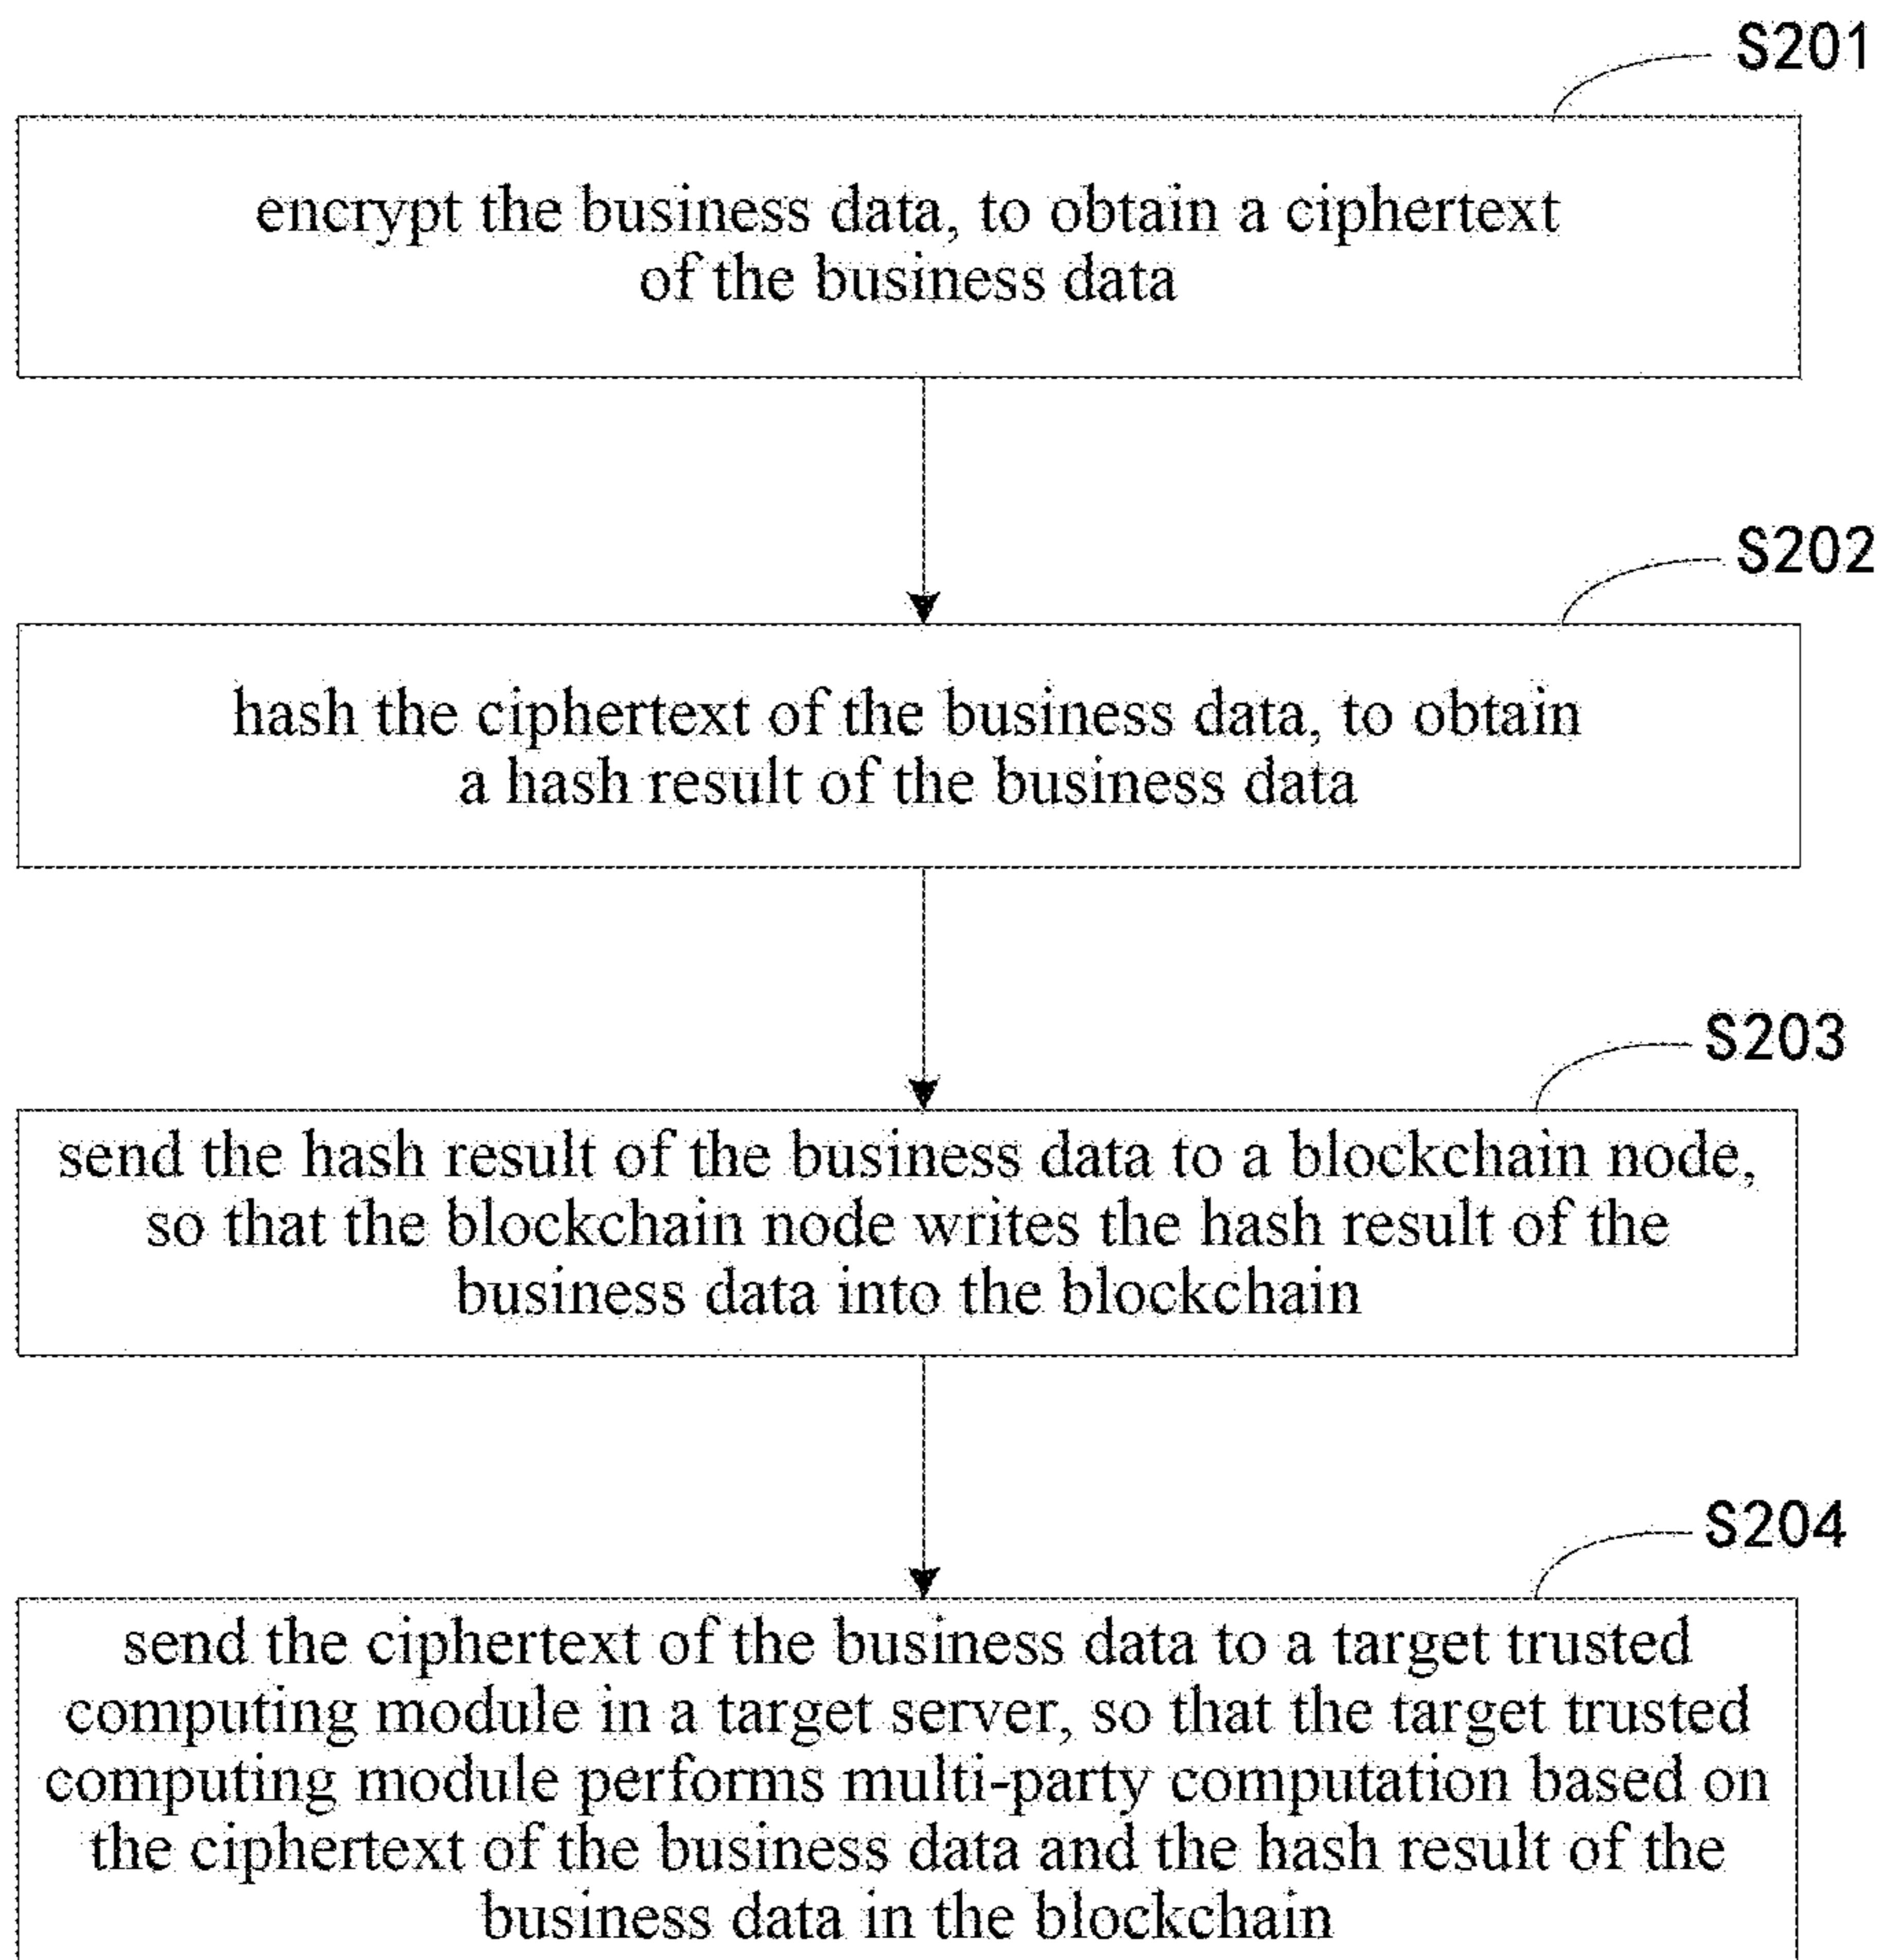 S201
encrypt the business data, to obtain a ciphertext
of the business data
S202
hash the ciphertext of the business data, to obtain
a hash result of the business data
S203
send the hash result of the business data to a blockchain node,
so that the blockchain node writes the hash result of the
business data into the blockchain
S204
send the ciphertext of the business data to a target trusted
computing module in a target server, so that the target trusted
computing module performs multi-party computation based on
the ciphertext of the business data and the hash result of the
business data in the blockchain